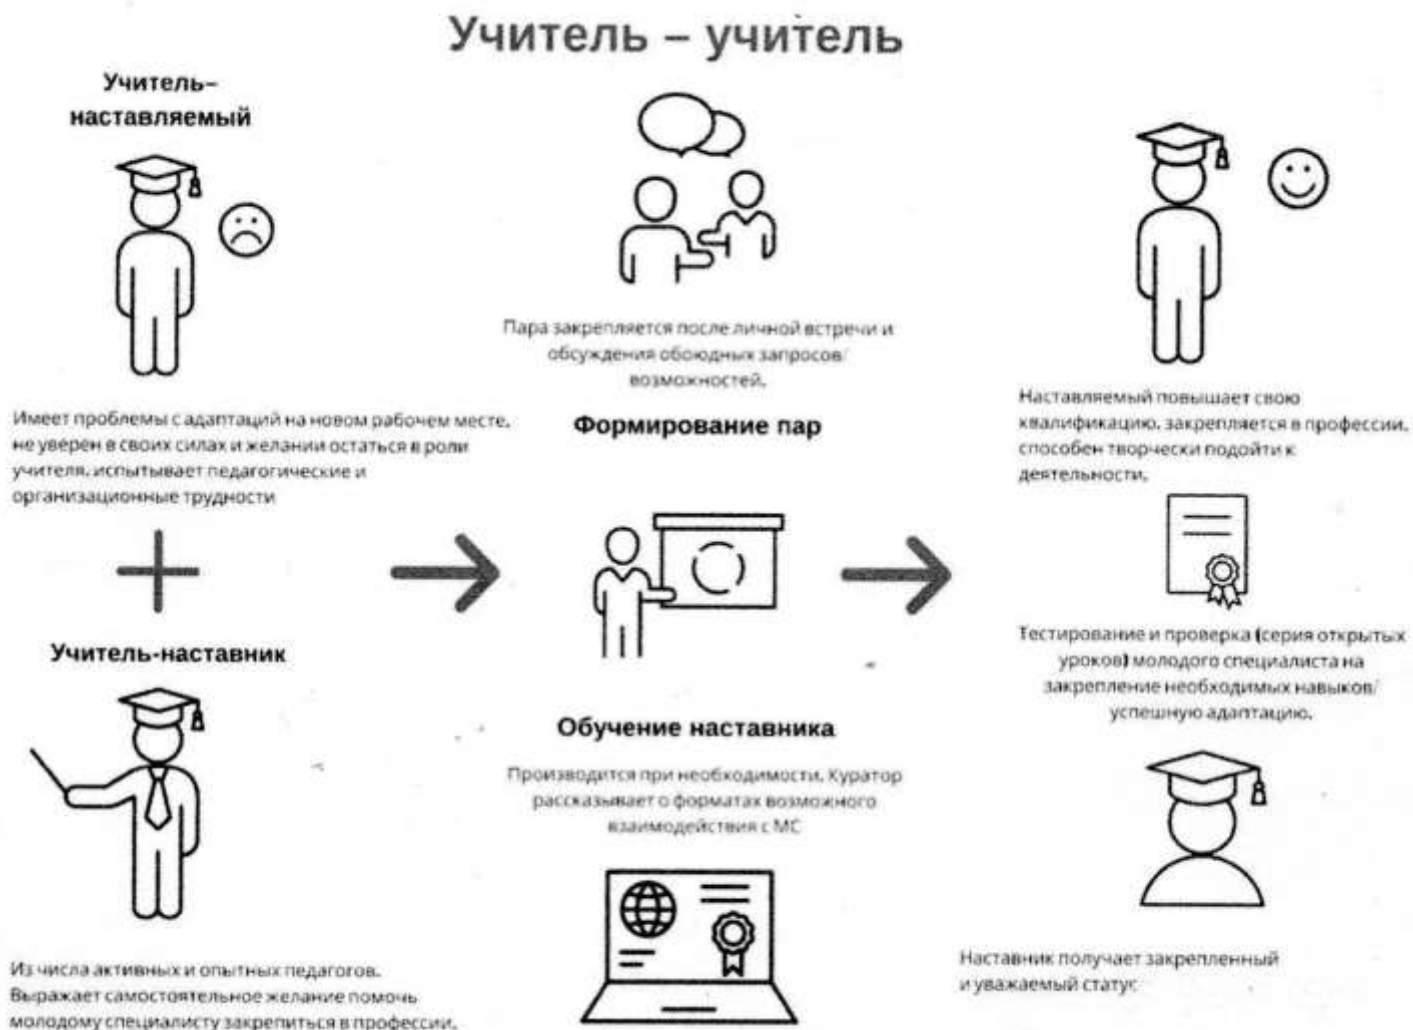 Учитель – учитель
Учитель–
наставляемый
Имеет проблемы с адаптаций на новом рабочем месте,
не уверен в своих силах и желании остаться в роли
учителя, испытывает педагогические и
организационные трудности
Учитель-наставник
Из числа активных и опытных педагогов.
Выражает самостоятельное желание помочь
молодому специалисту закрепиться в профессии.
Пара закрепляется после личной встречи и
обсуждения обоюдных запросов/
возможностей.
Формирование пар
Обучение наставника
Производится при необходимости. Куратор
рассказывает о форматах возможного
взаимодействия с МС
Наставляемый повышает свою
квалификацию, закрепляется в профессии,
способен творчески подойти к
деятельности.
Тестирование и проверка (серия открытых
уроков) молодого специалиста на
закрепление необходимых навыков/
успешную адаптацию.
Наставник получает закрепленный
и уважаемый статус